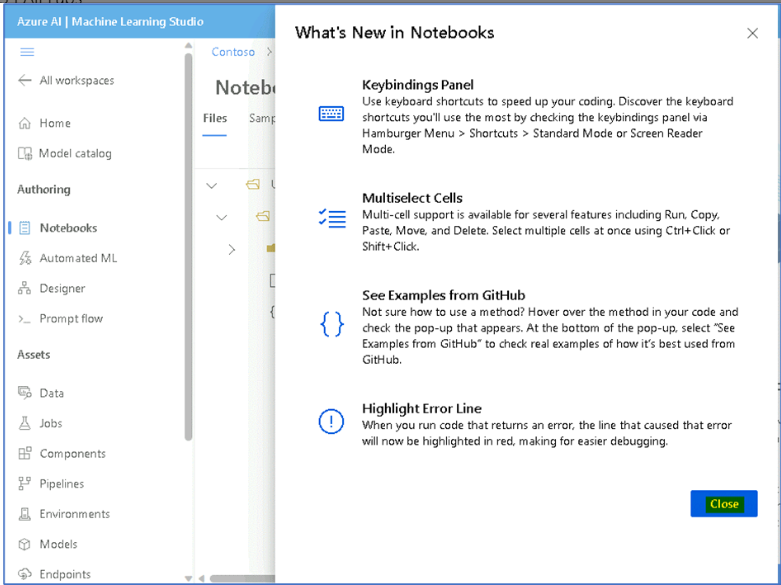 Azure AI | Machine Learning Studio
All workspaces
Home
Model catalog
Authoring
Notebooks
Automated ML
Designer
Prompt flow
Assets
Data
Jobs
Components
Pipelines
Environments
Models
Endpoints
Contoso
Files
What's New in Notebooks
Keybindings Panel
Use keyboard shortcuts to speed up your coding. Discover the keyboard
shortcuts you'll use the most by checking the keybindings panel via
Hamburger Menu > Shortcuts > Standard Mode or Screen Reader
Mode.
Multiselect Cells
Multi-cell support is available for several features including Run, Copy,
Paste, Move, and Delete. Select multiple cells at once using Ctrl+Click or
Shift+Click.
See Examples from GitHub
Not sure how to use a method? Hover over the method in your code and
check the pop-up that appears. At the bottom of the pop-up, select “See
Examples from GitHub” to check real examples of how it’s best used from
GitHub.
Highlight Error Line
When you run code that returns an error, the line that caused that error
will now be highlighted in red, making for easier debugging.
Close